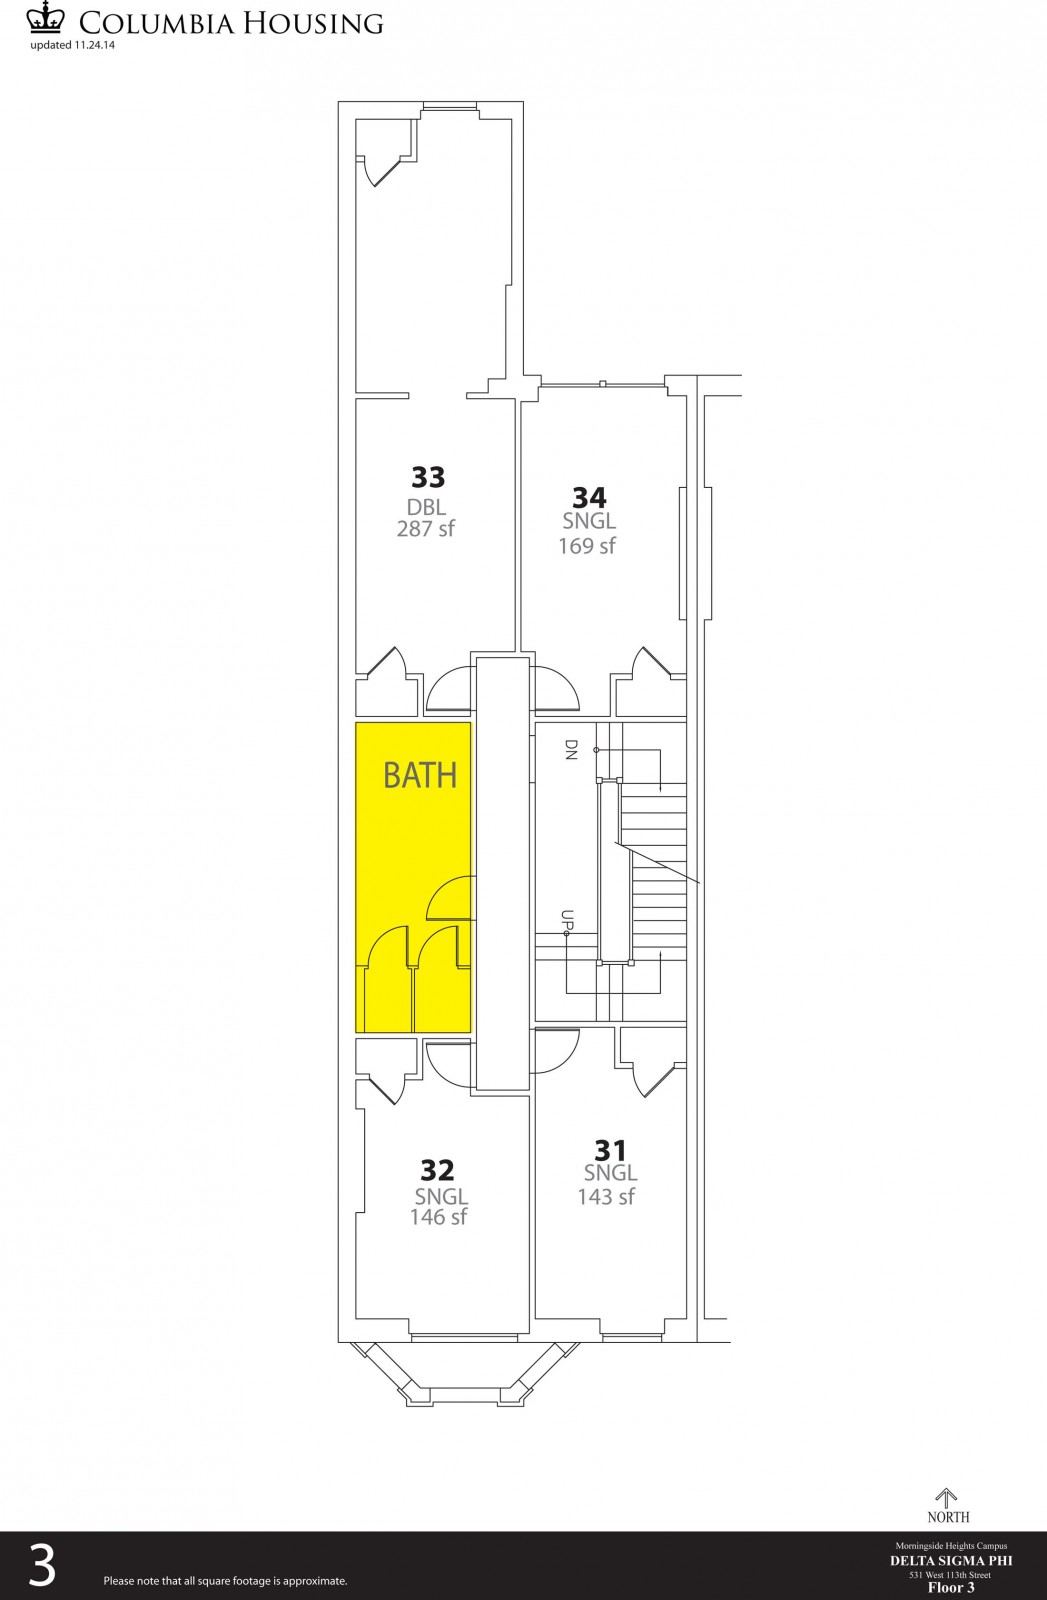 COLUMBIA HOUSING
updated 11.24.14
33
DBL
287 sf
34
SNGL
169 sf
DN
BATH
UP
31
SNGL
143 sf
32
SNGL
146 sf
NORTH
3
Please note that all square footage is approximate.
Morningside Heights Campus
DELTA SIGMA PHI
531 West 113th Street
Floor 3